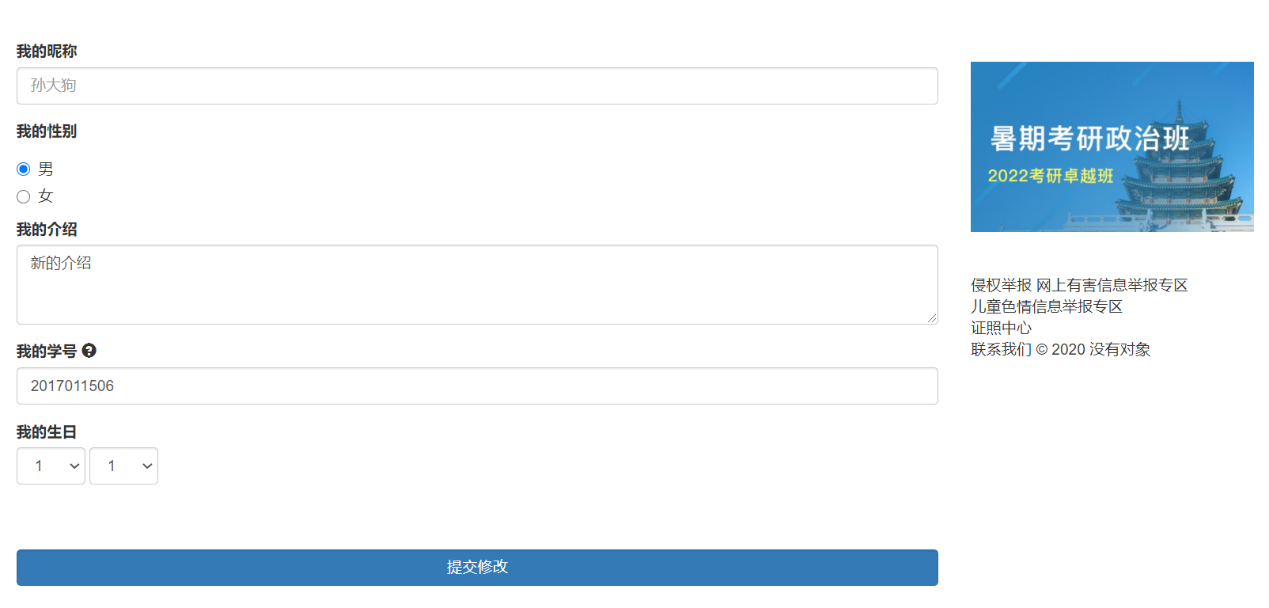 我的昵称
孙大狗
我的性别
男
女
我的介绍
新的介绍
我的学号
2017011506
我的生日
1 1
提交修改
暑期考研政治班
2022考研卓越班
侵权举报 网上有害信息举报专区
儿童色情信息举报专区
证照中心
联系我们 © 2020 没有对象